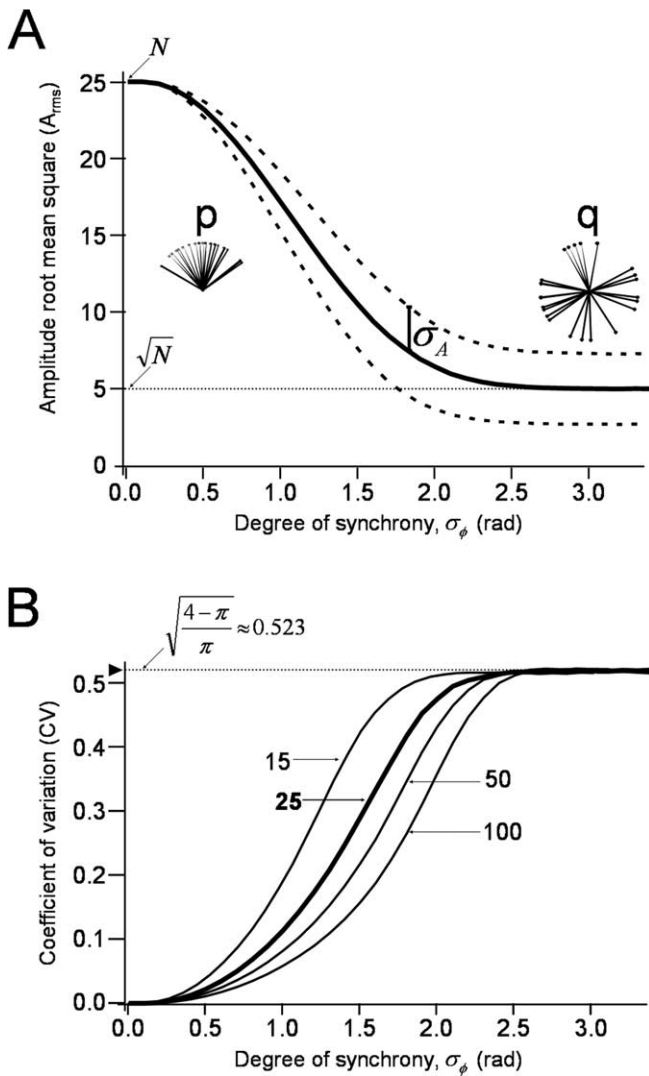 A
N
25
20
15
10
5
0
Amplitude root mean square (A_rms)
p
q
σ_A
√N
0.0 0.5 1.0 1.5 2.0 2.5 3.0
Degree of synchrony, σ_ϕ (rad)
B
√((4−π)/π) ≈ 0.523
0.5
0.4
0.3
0.2
0.1
0.0
Coefficient of variation (CV)
15
25
50
100
0.0 0.5 1.0 1.5 2.0 2.5 3.0
Degree of synchrony, σ_ϕ (rad)